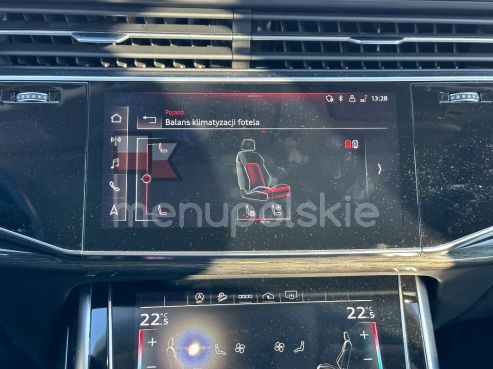 13:28
Pojazd
Balans klimatyzacji fotela
menupolskie
22.5
22.5